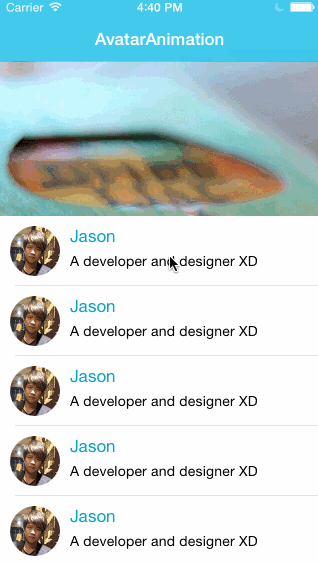 Carrier 4:40 PM
AvatarAnimation
Jason
A developer and designer XD
Jason
A developer and designer XD
Jason
A developer and designer XD
Jason
A developer and designer XD
Jason
A developer and designer XD